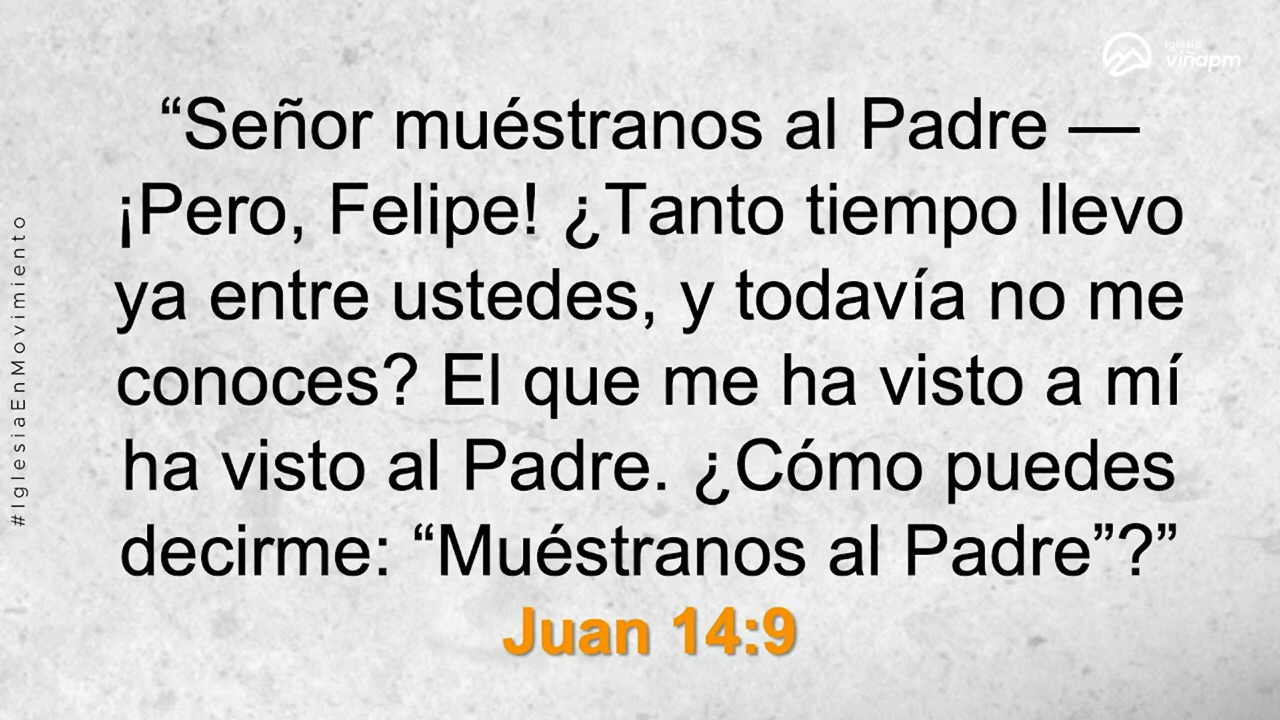 iglesia
viñapm
“Señor muéstranos al Padre —
¡Pero, Felipe! ¿Tanto tiempo llevo
ya entre ustedes, y todavía no me
conoces? El que me ha visto a mí
ha visto al Padre. ¿Cómo puedes
decirme: “Muéstranos al Padre”?”
Juan 14:9
#IglesiaEnMovimiento